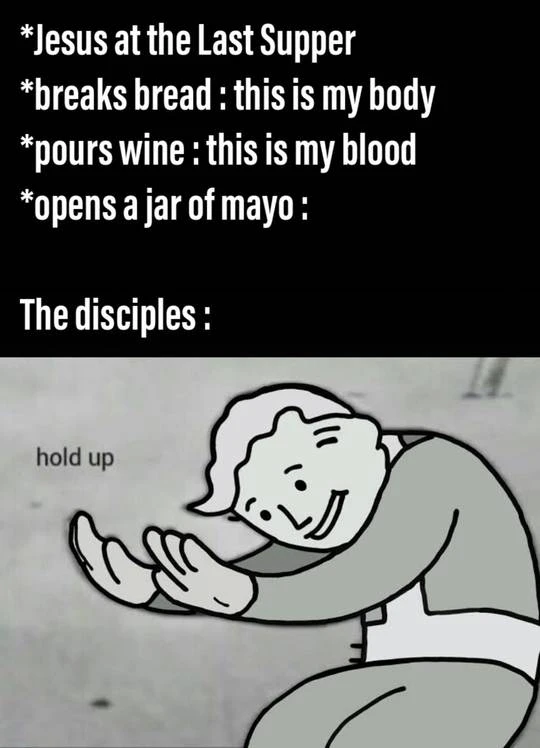 *Jesus at the Last Supper
*breaks bread : this is my body
*pours wine : this is my blood
*opens a jar of mayo :
The disciples :
hold up